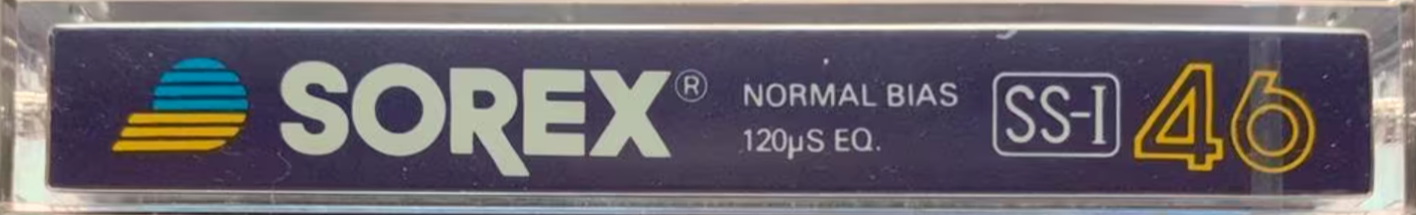 SOREX® NORMAL BIAS SS-I 46
120µS EQ.